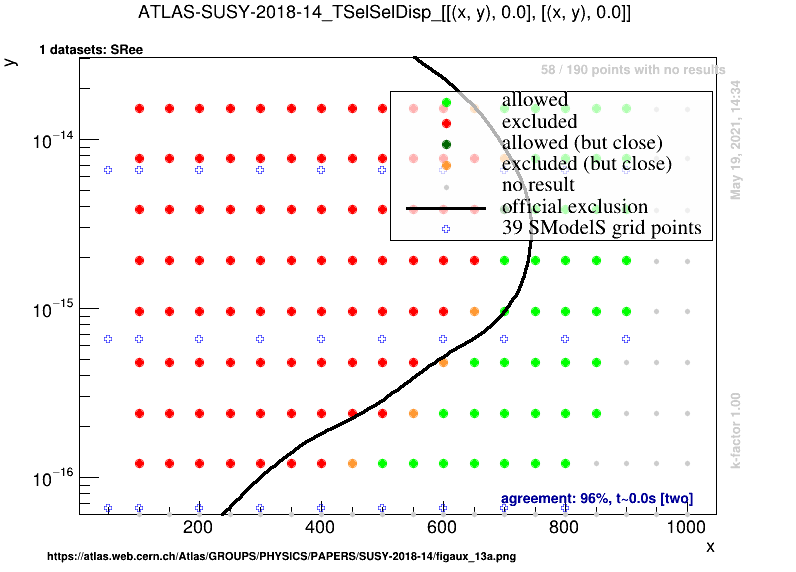 ATLAS-SUSY-2018-14_TSelSelDisp_[[(x, y), 0.0], [(x, y), 0.0]]
1 datasets: SRee
58 / 190 points with no results
y
May 19, 2021, 14:34
allowed
excluded
allowed (but close)
excluded (but close)
no result
official exclusion
39 SModelS grid points
10⁻¹⁴
10⁻¹⁵
10⁻¹⁶
k-factor 1.00
agreement: 96%, t~0.0s [two]
200 400 600 800 1000
x
https://atlas.web.cern.ch/Atlas/GROUPS/PHYSICS/PAPERS/SUSY-2018-14/figaux_13a.png